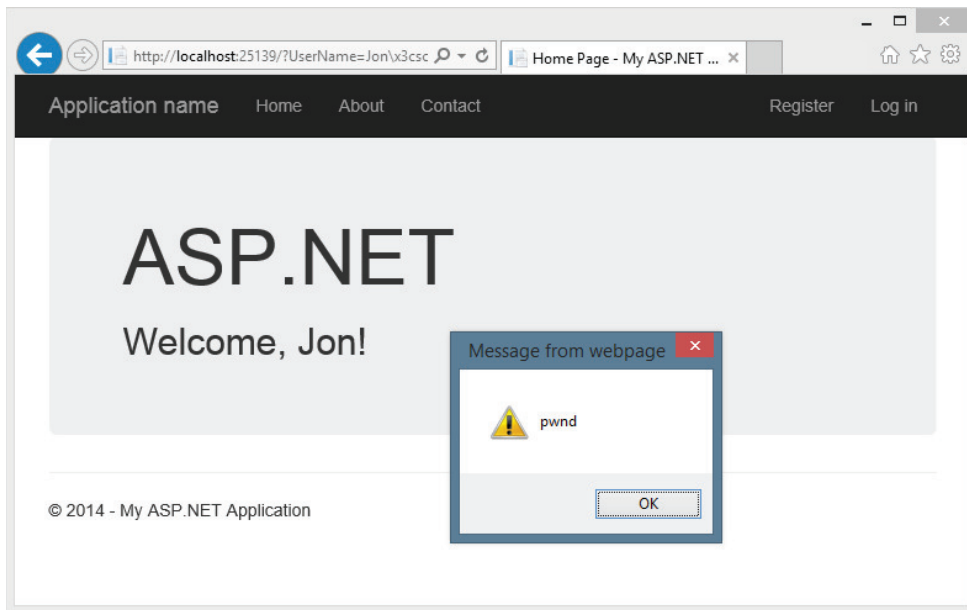 http://localhost:25139/?UserName=Jon\x3csc
Home Page - My ASP.NET ...
Application name Home About Contact Register Log in
ASP.NET
Welcome, Jon!
Message from webpage
pwnd
OK
© 2014 - My ASP.NET Application